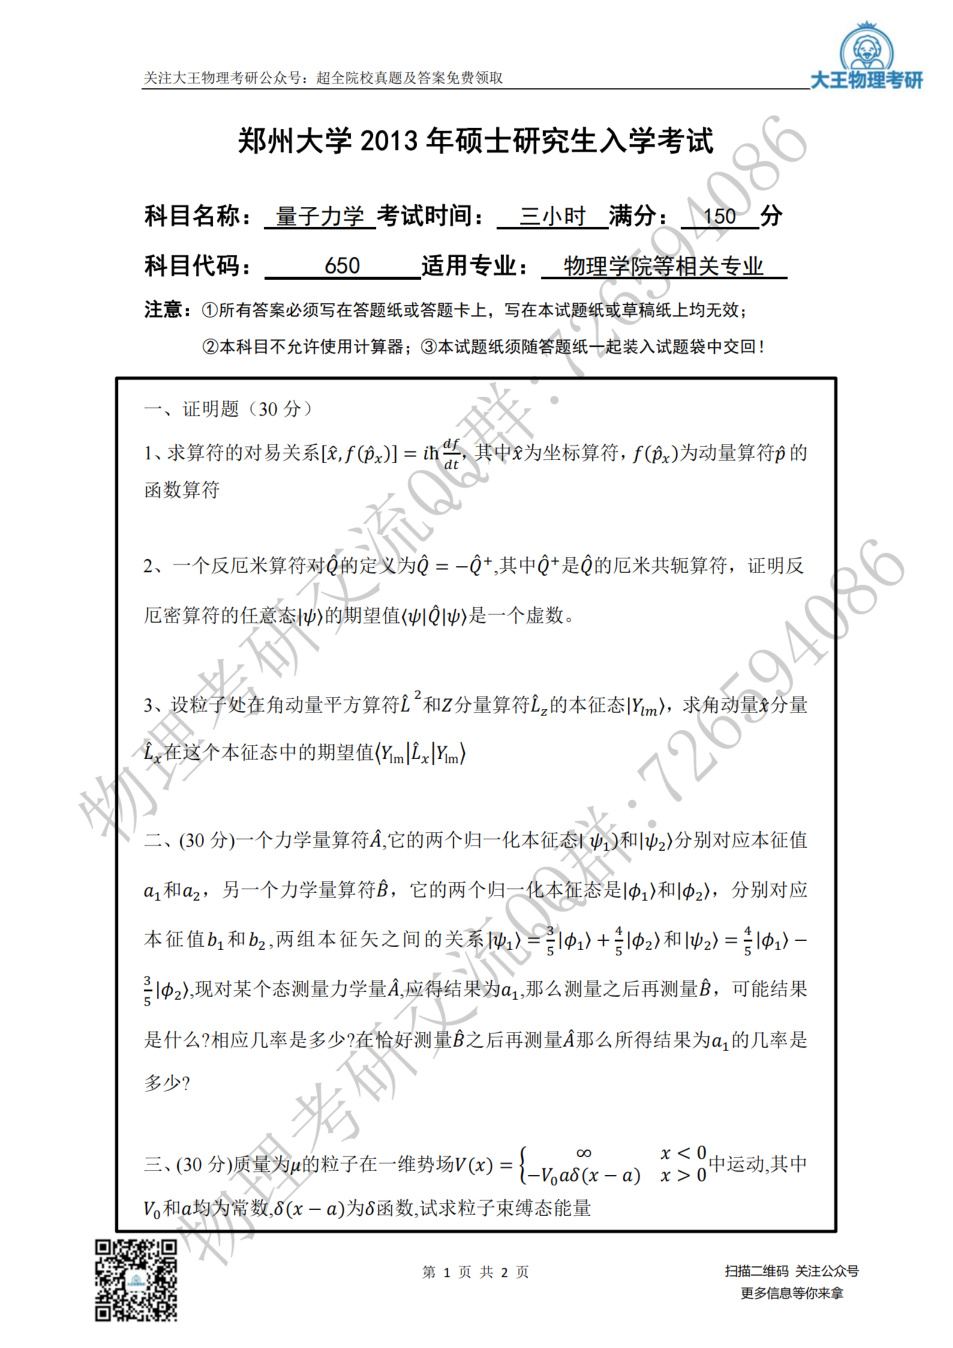 关注大王物理考研公众号：超全院校真题及答案免费领取
大王物理考研
郑州大学 2013 年硕士研究生入学考试
科目名称： 量子力学 考试时间： 三小时 满分： 150 分
科目代码： 650 适用专业： 物理学院等相关专业
注意：①所有答案必须写在答题纸或答题卡上，写在本试题纸或草稿纸上均无效；
②本科目不允许使用计算器；③本试题纸须随答题纸一起装入试题袋中交回！
一、证明题（30 分）
1、求算符的对易关系[x̂, f(p̂ₓ)] = iħ df/dt, 其中x̂为坐标算符，f(p̂ₓ)为动量算符p̂ 的
函数算符
2、一个反厄米算符对Q̂的定义为Q̂ = −Q̂⁺,其中Q̂⁺是Q̂的厄米共轭算符，证明反
厄密算符的任意态|ψ⟩的期望值⟨ψ|Q̂|ψ⟩是一个虚数。
3、设粒子处在角动量平方算符L̂ ²和Z分量算符L̂_z的本征态|Y_lm⟩，求角动量x̂分量
L̂ₓ在这个本征态中的期望值⟨Y_lm|L̂ₓ|Y_lm⟩
二、(30 分)一个力学量算符Â,它的两个归一化本征态| ψ₁)和|ψ₂⟩分别对应本征值
a₁和a₂，另一个力学量算符B̂，它的两个归一化本征态是|ϕ₁⟩和|ϕ₂⟩，分别对应
本征值b₁和b₂,两组本征矢之间的关系|ψ₁⟩ = 3/5|ϕ₁⟩ + 4/5|ϕ₂⟩和|ψ₂⟩ = 4/5|ϕ₁⟩ −
3/5|ϕ₂⟩,现对某个态测量力学量Â,应得结果为a₁,那么测量之后再测量B̂，可能结果
是什么?相应几率是多少?在恰好测量B̂之后再测量Â那么所得结果为a₁的几率是
多少?
三、(30 分)质量为μ的粒子在一维势场V(x) = { ∞ x < 0
−V₀aδ(x − a) x > 0 中运动,其中
V₀和a均为常数,δ(x − a)为δ函数,试求粒子束缚态能量
物理考研交流QQ群：726594086
物理考研交流QQ群：726594086
大王物理考研
第 1 页 共 2 页
扫描二维码 关注公众号
更多信息等你来拿